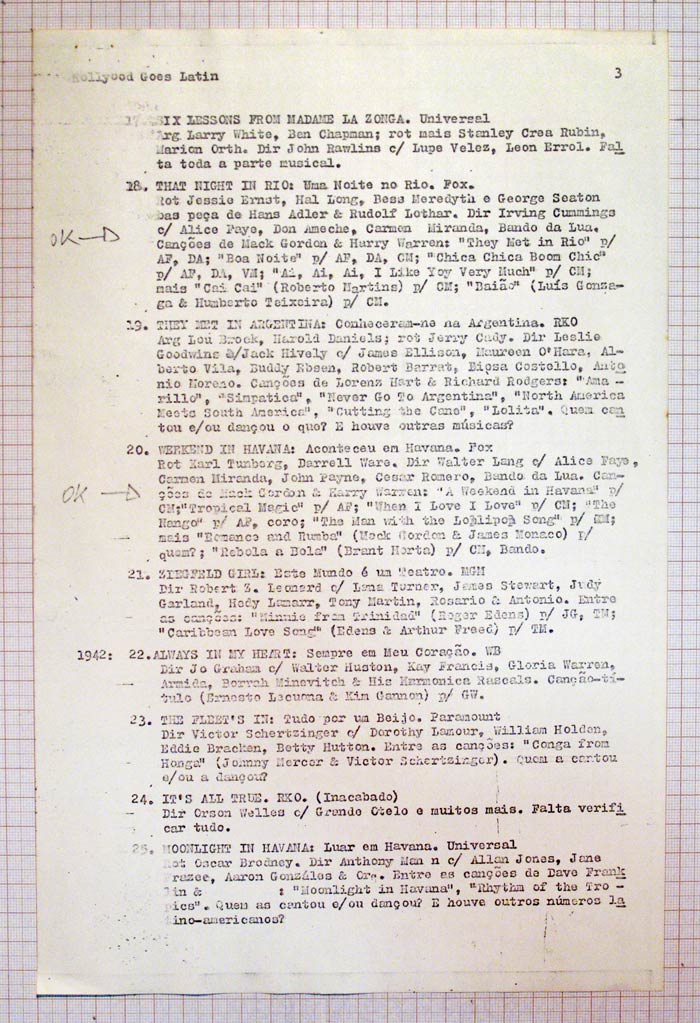 Hollyood Goes Latin 3
17. SIX LESSONS FROM MADAME LA ZONGA. Universal
Arg Larry White, Ben Chapman; rot mais Stanley Crea Rubin,
Marion Orth. Dir John Rawlins c/ Lupe Velez, Leon Errol. Fal
ta toda a parte musical.
18. THAT NIGHT IN RIO: Uma Noite no Rio. Fox.
Rot Jessie Ernst, Hal Long, Bess Meredyth e George Seaton
bas peça de Hans Adler & Rudolf Lothar. Dir Irving Cummings
OK → c/ Alice Faye, Don Ameche, Carmen Miranda, Bando da Lua.
Canções de Mack Gordon & Harry Warren: "They Met in Rio" p/
AF, DA; "Boa Noite" p/ AF, DA, CM; "Chica Chica Boom Chic"
p/ AF, DA, VM; "Ai, Ai, Ai, I Like Yoy Very Much" p/ CM;
mais "Cai Cai" (Roberto Martins) p/ CM; "Baião" (Luís Gonza-
ga & Humberto Teixeira) p/ CM.
19. THEY MET IN ARGENTINA: Conheceram-ne na Argentina. RKO
Arg Lou Brock, Harold Daniels; rot Jerry Cady. Dir Leslie
Goodwins &/Jack Hively c/ James Ellison, Maureen O'Hara, Al-
berto Vila, Buddy Ebsen, Robert Barrat, Diosa Costello, Anto
nio Moreno. Canções de Lorenz Hart & Richard Rodgers: "Ama -
rillo", "Simpatica", "Never Go To Argentina", "North America
Meets South America", "Cutting the Cane", "Lolita". Quem can
tou e/ou dançou o que? E houve outras músicas?
20. WEEKEND IN HAVANA: Aconteceu em Havana. Fox
Rot Karl Tunberg, Darrell Ware. Dir Walter Lang c/ Alice Faye,
Carmen Miranda, John Payne, Cesar Romero, Bando da Lua. Can-
OK → ções de Mack Gordon & Harry Warren: "A Weekend in Havana" p/
CM;"Tropical Magic" p/ AF; "When I Love I Love" p/ CM; "The
Nango" p/ AF, coro; "The Man with the Lollipop Song" p/ CM;
mais "Romance and Rumba" (Mack Gordon & James Monaco) p/
quem?; "Rebola a Bola" (Brant Horta) p/ CM, Bando.
21. ZIEGFELD GIRL: Este Mundo é um Teatro. MGM
Dir Robert Z. Leonard c/ Lana Turner, James Stewart, Judy
Garland, Hedy Lamarr, Tony Martin, Rosario & Antonio. Entre
as canções: "Minnie from Trinidad" (Roger Edens) p/ JG, TM;
"Caribbean Love Song" (Edens & Arthur Freed) p/ TM.
1942: 22.ALWAYS IN MY HEART: Sempre em Meu Coração. WB
Dir Jo Graham c/ Walter Huston, Kay Francis, Gloria Warren,
Armida, Borrah Minevitch & His Harmonica Rascals. Canção-tí-
tulo (Ernesto Lecuona & Kim Gannon) p/ GW.
23. THE FLEET'S IN: Tudo por um Beijo. Paramount
Dir Victor Schertzinger c/ Dorothy Lamour, William Holden,
Eddie Bracken, Betty Hutton. Entre as canções: "Conga from
Honga" (Johnny Mercer & Victor Schertzinger). Quem a cantou
e/ou a dançou?
24. IT'S ALL TRUE. RKO. (Inacabado)
Dir Orson Welles c/ Grande Otelo e muitos mais. Falta verifi
car tudo.
25. MOONLIGHT IN HAVANA: Luar em Havana. Universal
Rot Oscar Brodney. Dir Anthony Man n c/ Allan Jones, Jane
Frazee, Aaron Gonzáles & Orq. Entre as canções de Dave Frank
lin & : "Moonlight in Havana", "Rhythm of the Tro -
pics". Quem as cantou e/ou dançou? E houve outros números la
tino-americanos?